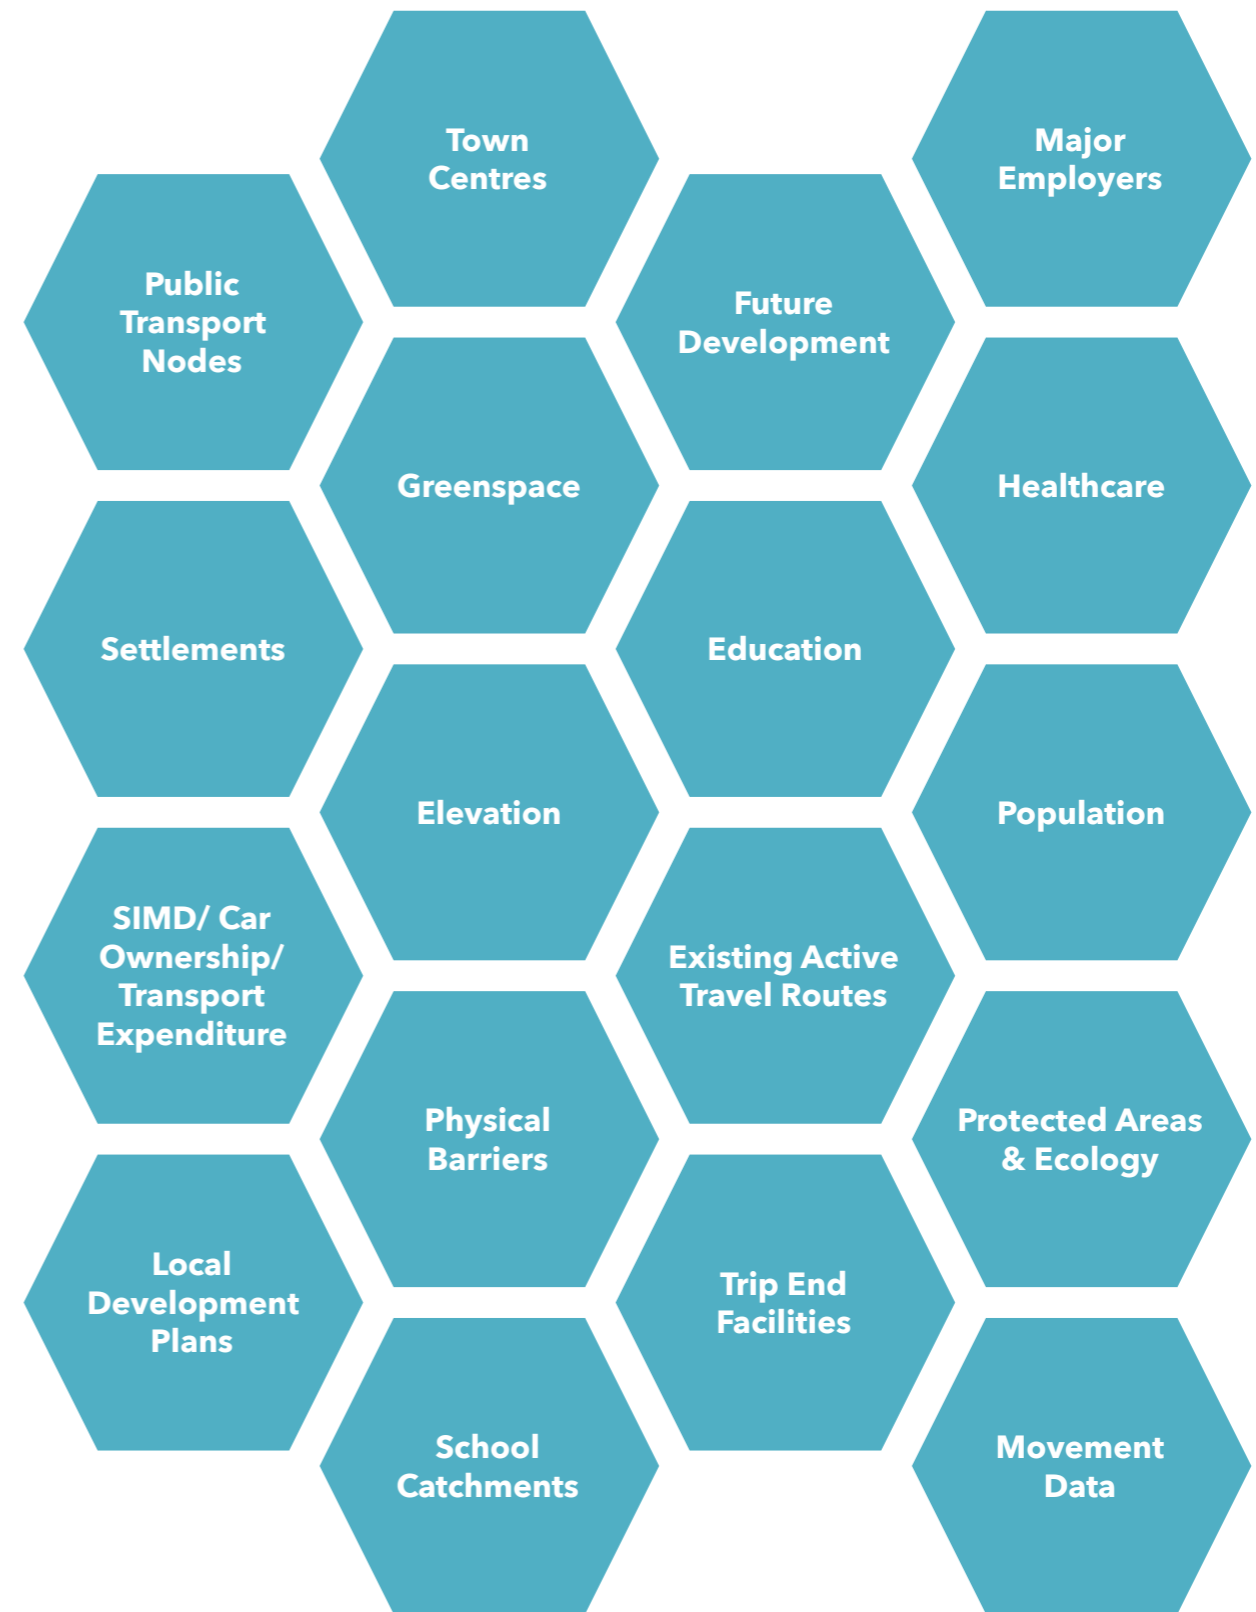 Town
Centres
Major
Employers
Public
Transport
Nodes
Future
Development
Greenspace
Healthcare
Settlements
Education
Elevation
Population
SIMD/ Car
Ownership/
Transport
Expenditure
Existing Active
Travel Routes
Physical
Barriers
Protected Areas
& Ecology
Local
Development
Plans
Trip End
Facilities
School
Catchments
Movement
Data